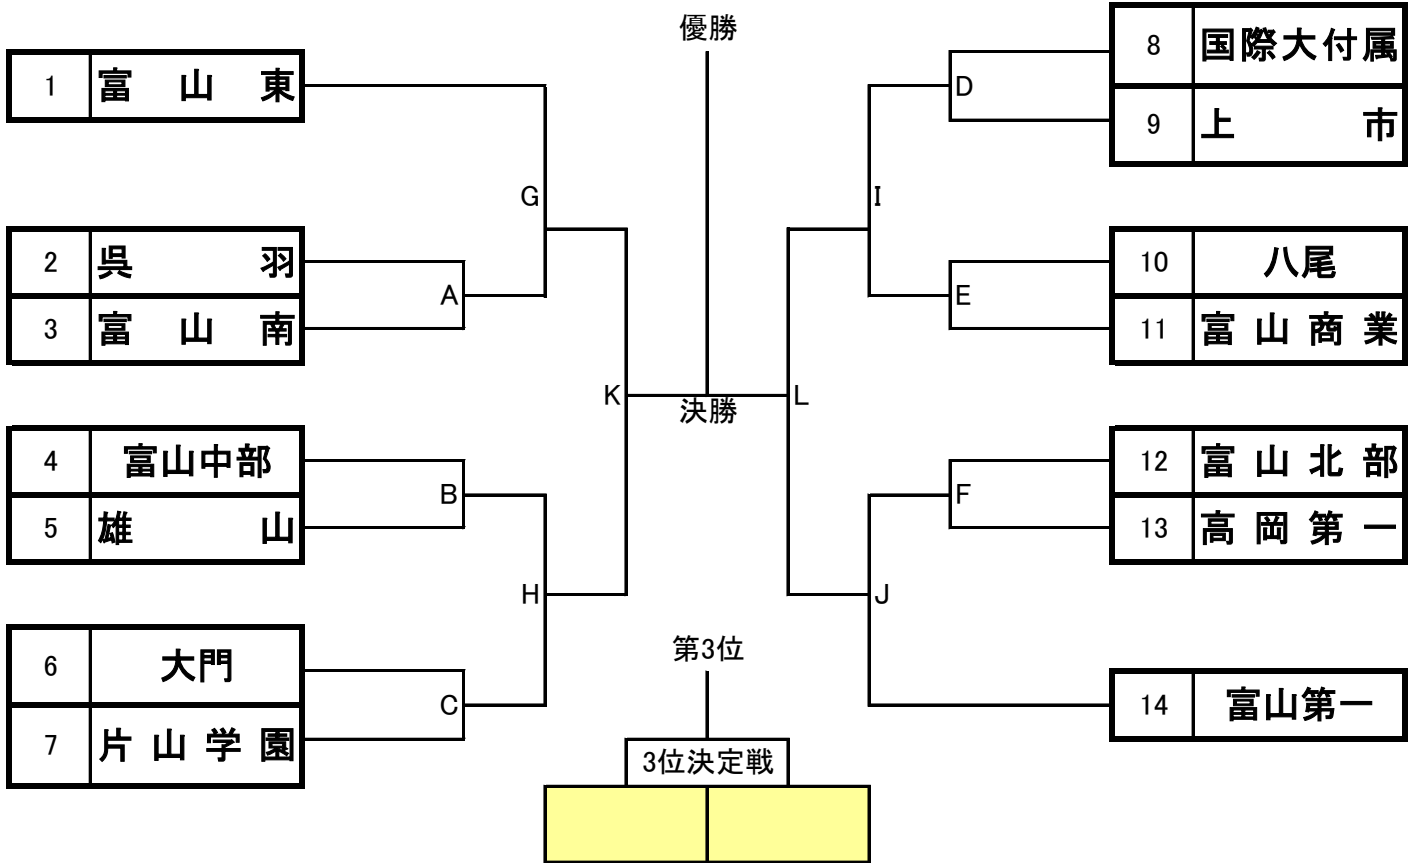 優勝
1 富山東
G
2 呉羽
A
3 富山南
K
4 富山中部
B
5 雄山
H
6 大門
C
7 片山学園
決勝
8 国際大付属
D
9 上市
I
10 八尾
E
11 富山商業
L
12 富山北部
F
13 高岡第一
J
14 富山第一
第3位
3位決定戦